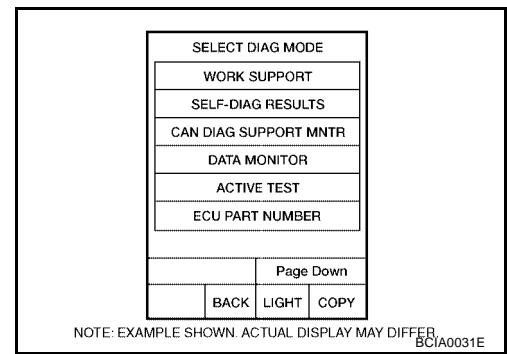 SELECT DIAG MODE
WORK SUPPORT
SELF-DIAG RESULTS
CAN DIAG SUPPORT MNTR
DATA MONITOR
ACTIVE TEST
ECU PART NUMBER
Page Down
BACK LIGHT COPY
NOTE: EXAMPLE SHOWN. ACTUAL DISPLAY MAY DIFFER.
BCIA0031E